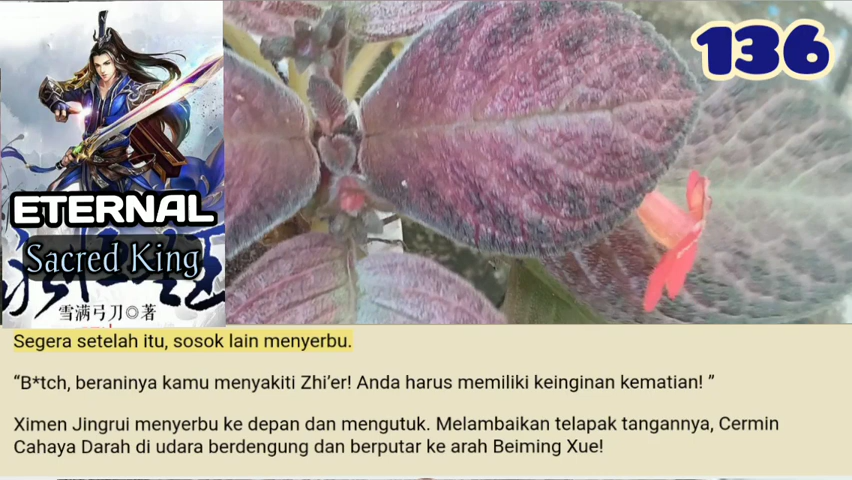 136
ETERNAL
Sacred King
雪满弓刀◎著
Segera setelah itu, sosok lain menyerbu.
“B*tch, beraninya kamu menyakiti Zhi’er! Anda harus memiliki keinginan kematian! ”
Ximen Jingrui menyerbu ke depan dan mengutuk. Melambaikan telapak tangannya, Cermin
Cahaya Darah di udara berdengung dan berputar ke arah Beiming Xue!